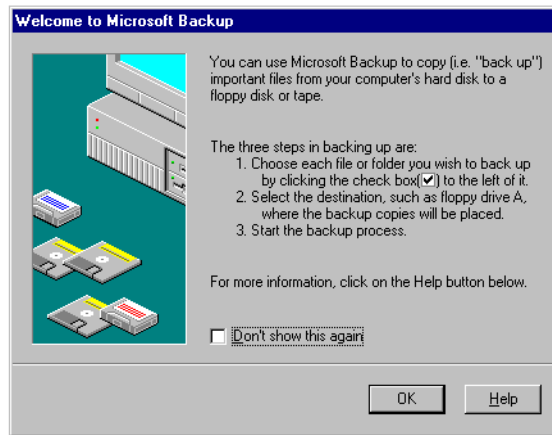 Welcome to Microsoft Backup
You can use Microsoft Backup to copy (i.e. "back up")
important files from your computer's hard disk to a
floppy disk or tape.
The three steps in backing up are:
1. Choose each file or folder you wish to back up
by clicking the check box( ) to the left of it.
2. Select the destination, such as floppy drive A,
where the backup copies will be placed.
3. Start the backup process.
For more information, click on the Help button below.
Don't show this again
OK
Help